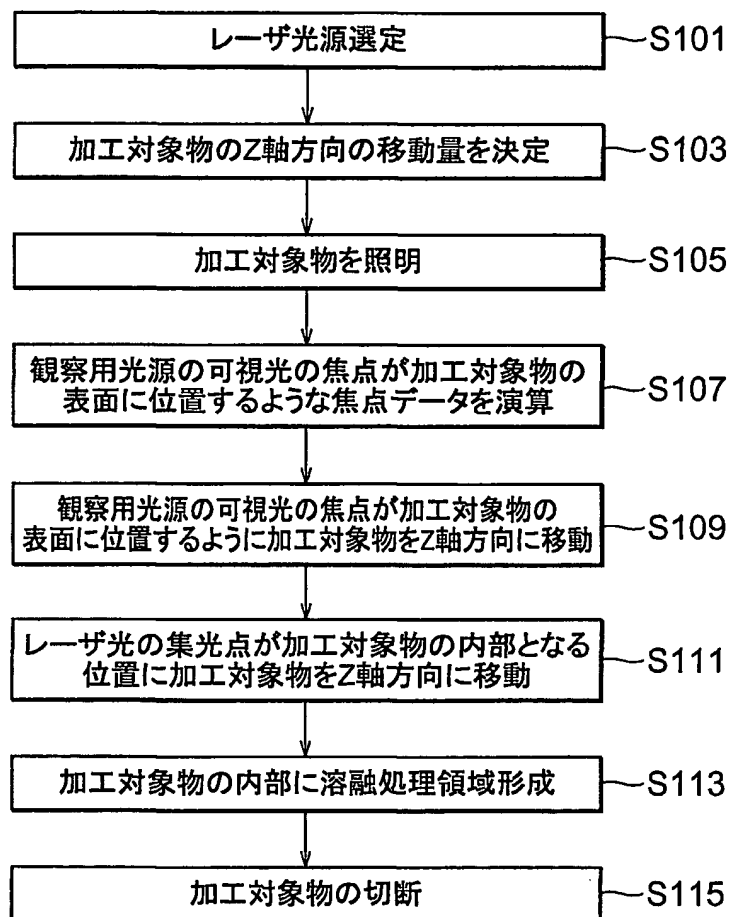 レーザ光源選定
S101
加工対象物のZ軸方向の移動量を決定
S103
加工対象物を照明
S105
観察用光源の可視光の焦点が加工対象物の
表面に位置するような焦点データを演算
S107
観察用光源の可視光の焦点が加工対象物の
表面に位置するように加工対象物をZ軸方向に移動
S109
レーザ光の集光点が加工対象物の内部となる
位置に加工対象物をZ軸方向に移動
S111
加工対象物の内部に溶融処理領域形成
S113
加工対象物の切断
S115